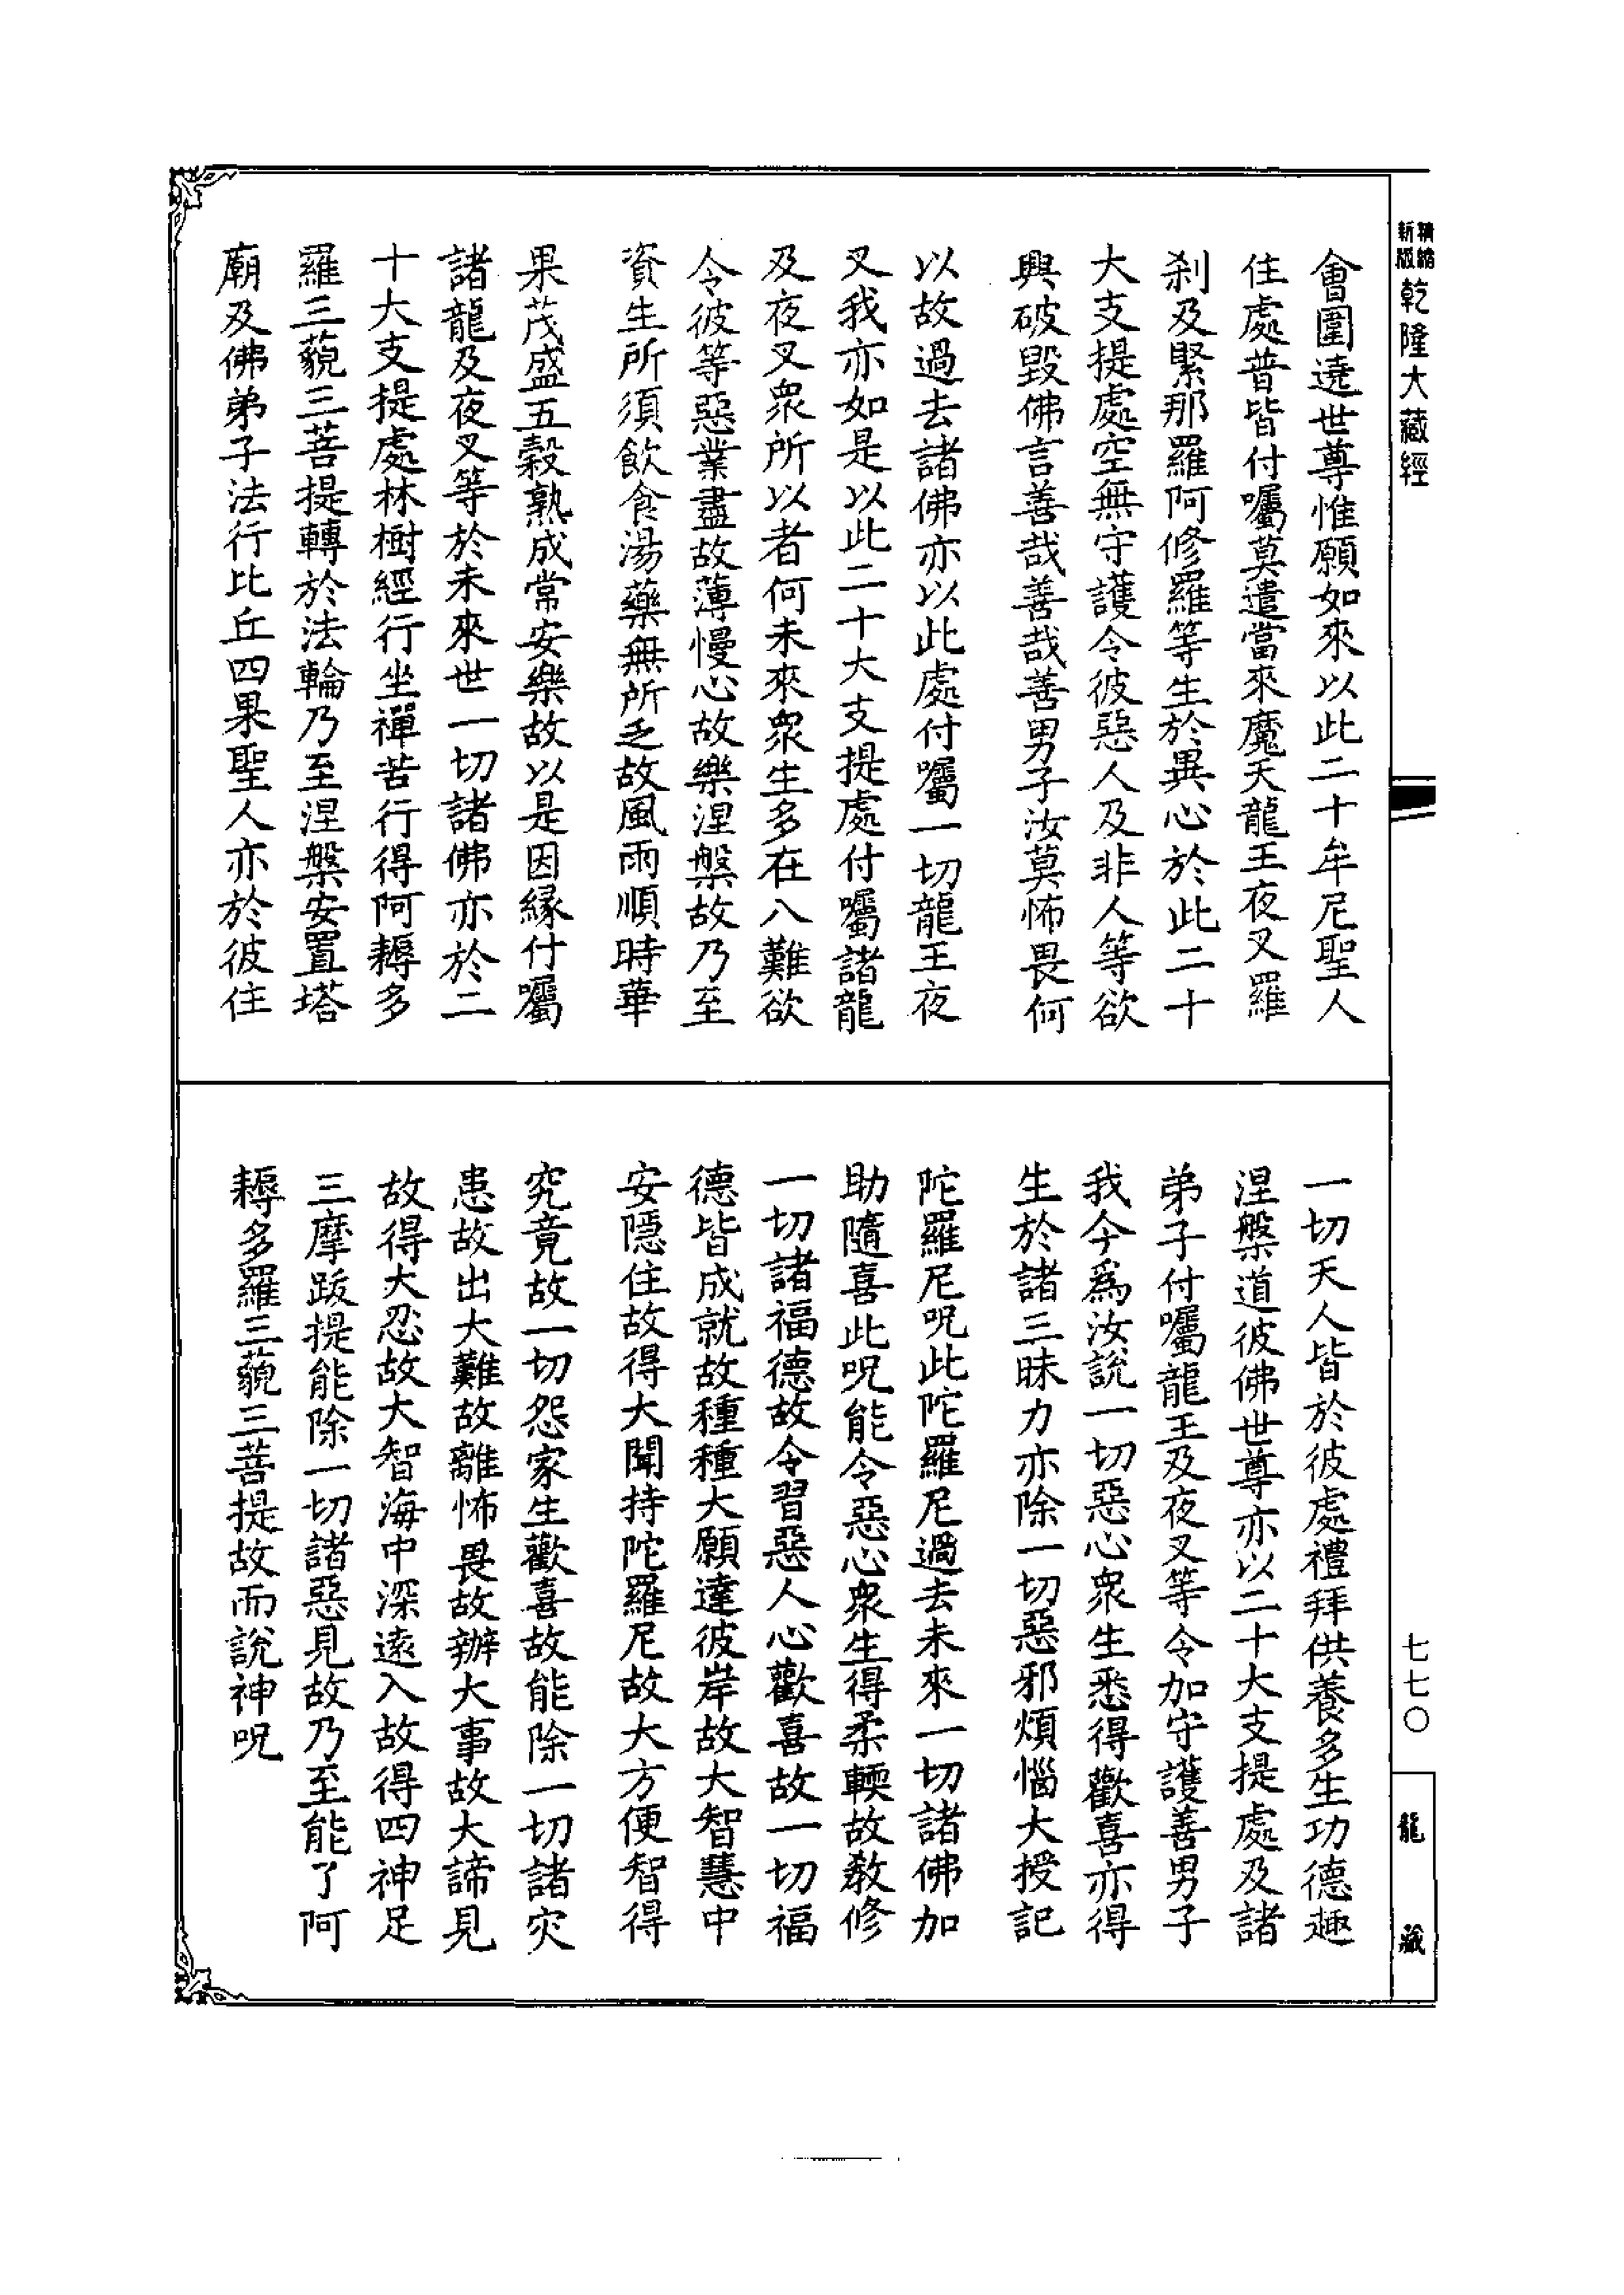 精縮新版乾隆大藏經
會圍遶世尊惟願如來以此二十牟尼聖人
住處普皆付囑莫遣當來魔天龍王夜叉羅
剎及緊那羅阿修羅等生於異心於此二十
大支提處空無守護令彼惡人及非人等欲
興破毀佛言善哉善哉善男子汝莫怖畏何
以故過去諸佛亦以此處付囑一切龍王夜
叉我亦如是以此二十大支提處付囑諸龍
及夜叉眾所以者何未來眾生多在八難欲
令彼等惡業盡故薄慢心故樂涅槃故乃至
資生所須飲食湯藥無所乏故風雨順時華
果茂盛五穀熟成常安樂故以是因緣付囑
諸龍及夜叉等於未來世一切諸佛亦於二
十大支提處林樹經行坐禪苦行得阿耨多
羅三藐三菩提轉於法輪乃至涅槃安置塔
廟及佛弟子法行比丘四果聖人亦於彼住
一切天人皆於彼處禮拜供養多生功德趣
涅槃道彼佛世尊亦以二十大支提處及諸
弟子付囑龍王及夜叉等令加守護善男子
我今為汝說一切惡心眾生悉得歡喜亦得
生於諸三昧力亦除一切惡邪煩惱大授記
陀羅尼呪此陀羅尼過去未來一切諸佛加
助隨喜此呪能令惡心眾生得柔輭故教修
一切諸福德故令習惡人心歡喜故一切福
德皆成就故種種大願達彼岸故大智慧中
安隱住故得大聞持陀羅尼故大方便智得
究竟故一切怨家生歡喜故能除一切諸灾
患故出大難故離怖畏故辦大事故大諦見
故得大忍故大智海中深遠入故得四神足
三摩跋提能除一切諸惡見故乃至能了阿
耨多羅三藐三菩提故而說神呪
七七〇
龍藏